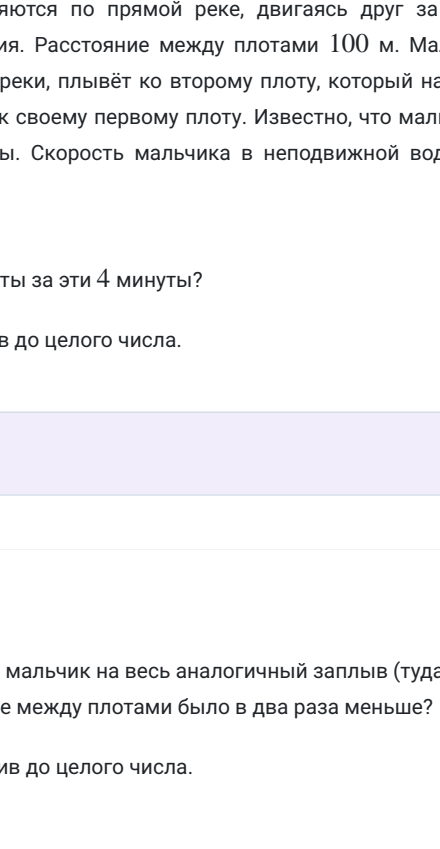 яются по прямой реке, двигаясь друг за
ия. Расстояние между плотами 100 м. Ма
реки, плывёт ко второму плоту, который на
к своему первому плоту. Известно, что мал
ы. Скорость мальчика в неподвижной вод
ты за эти 4 минуты?
в до целого числа.
мальчик на весь аналогичный заплыв (туда
е между плотами было в два раза меньше?
ив до целого числа.